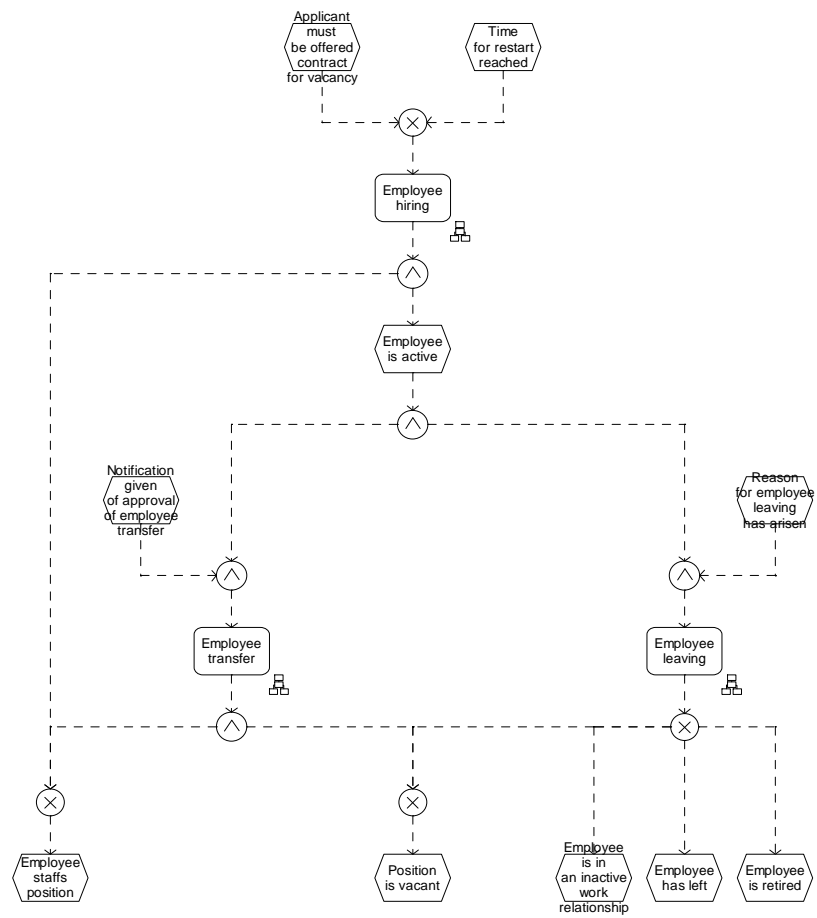 Applicant
must
be offered
contract
for vacancy
Time
for restart
reached
Employee
hiring
Employee
is active
Notification
given
of approval
of employee
transfer
Reason
for employee
leaving
has arisen
Employee
transfer
Employee
leaving
Employee
staffs
position
Position
is vacant
Employee
is in
an inactive
work
relationship
Employee
has left
Employee
is retired